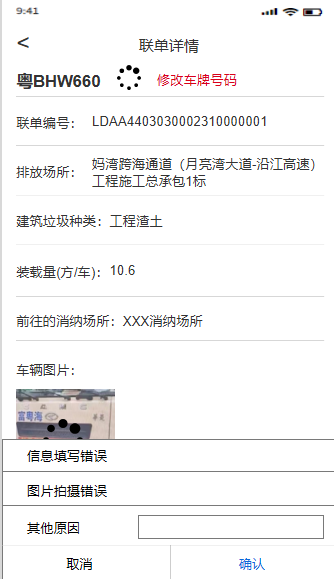 9:41
< 联单详情
粤BHW660 修改车牌号码
联单编号： LDAA4403030002310000001
排放场所： 妈湾跨海通道（月亮湾大道-沿江高速）
工程施工总承包1标
建筑垃圾种类：工程渣土
装载量(方/车)：10.6
前往的消纳场所：XXX消纳场所
车辆图片：
富粤海
信息填写错误
图片拍摄错误
其他原因
取消 确认